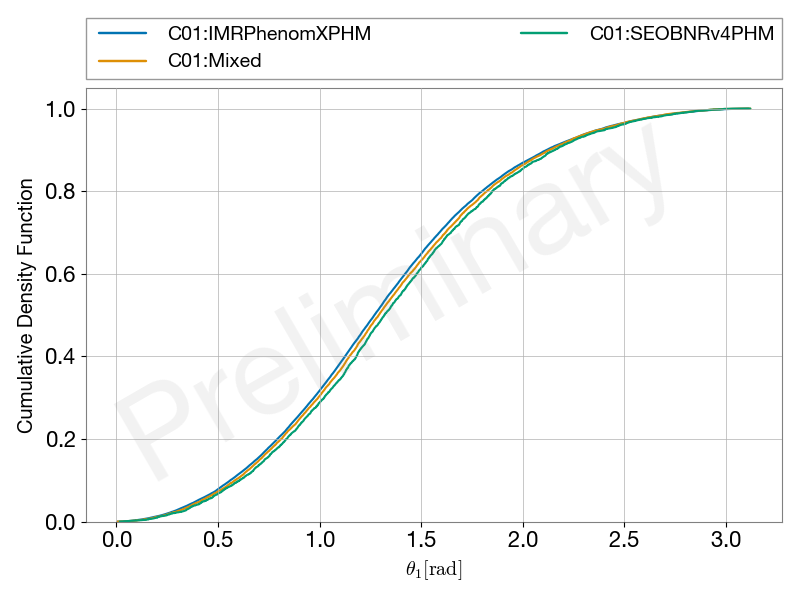 C01:IMRPhenomXPHM
C01:Mixed
C01:SEOBNRv4PHM
1.0
0.8
0.6
0.4
0.2
0.0
Cumulative Density Function
Preliminary
0.0 0.5 1.0 1.5 2.0 2.5 3.0
θ₁[rad]